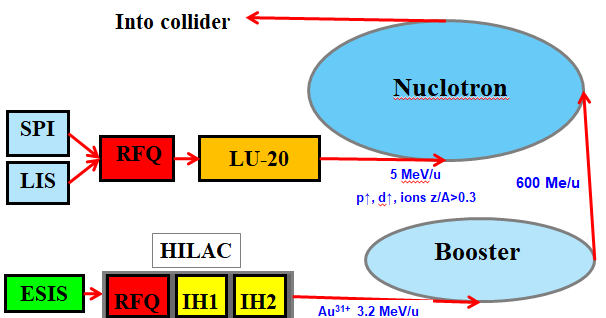 Into collider
Nuclotron
SPI
LIS
RFQ
LU-20
5 MeV/u
p↑, d↑, ions z/A>0.3
600 Me/u
HILAC
Booster
ESIS
RFQ
IH1
IH2
Au³¹⁺ 3.2 MeV/u